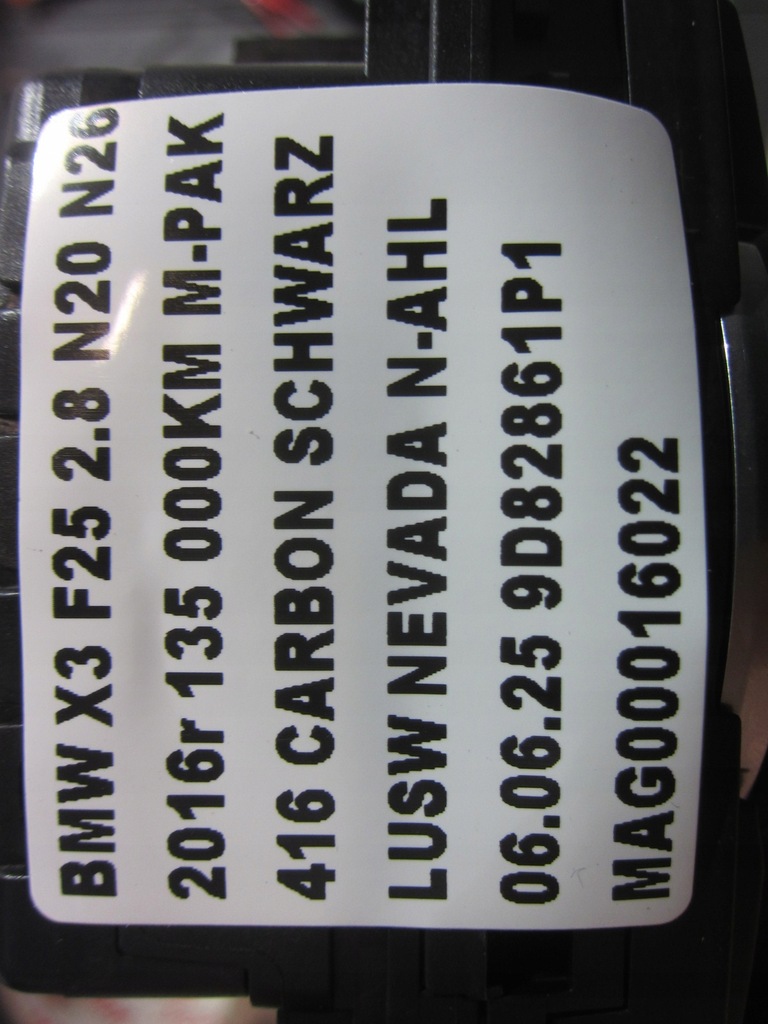 BMW X3 F25 2.8 N20 N26
2016r 135 000KM M-PAK
416 CARBON SCHWARZ
LUSW NEVADA N-AHL
06.06.25 9D82861P1
MAG00016022